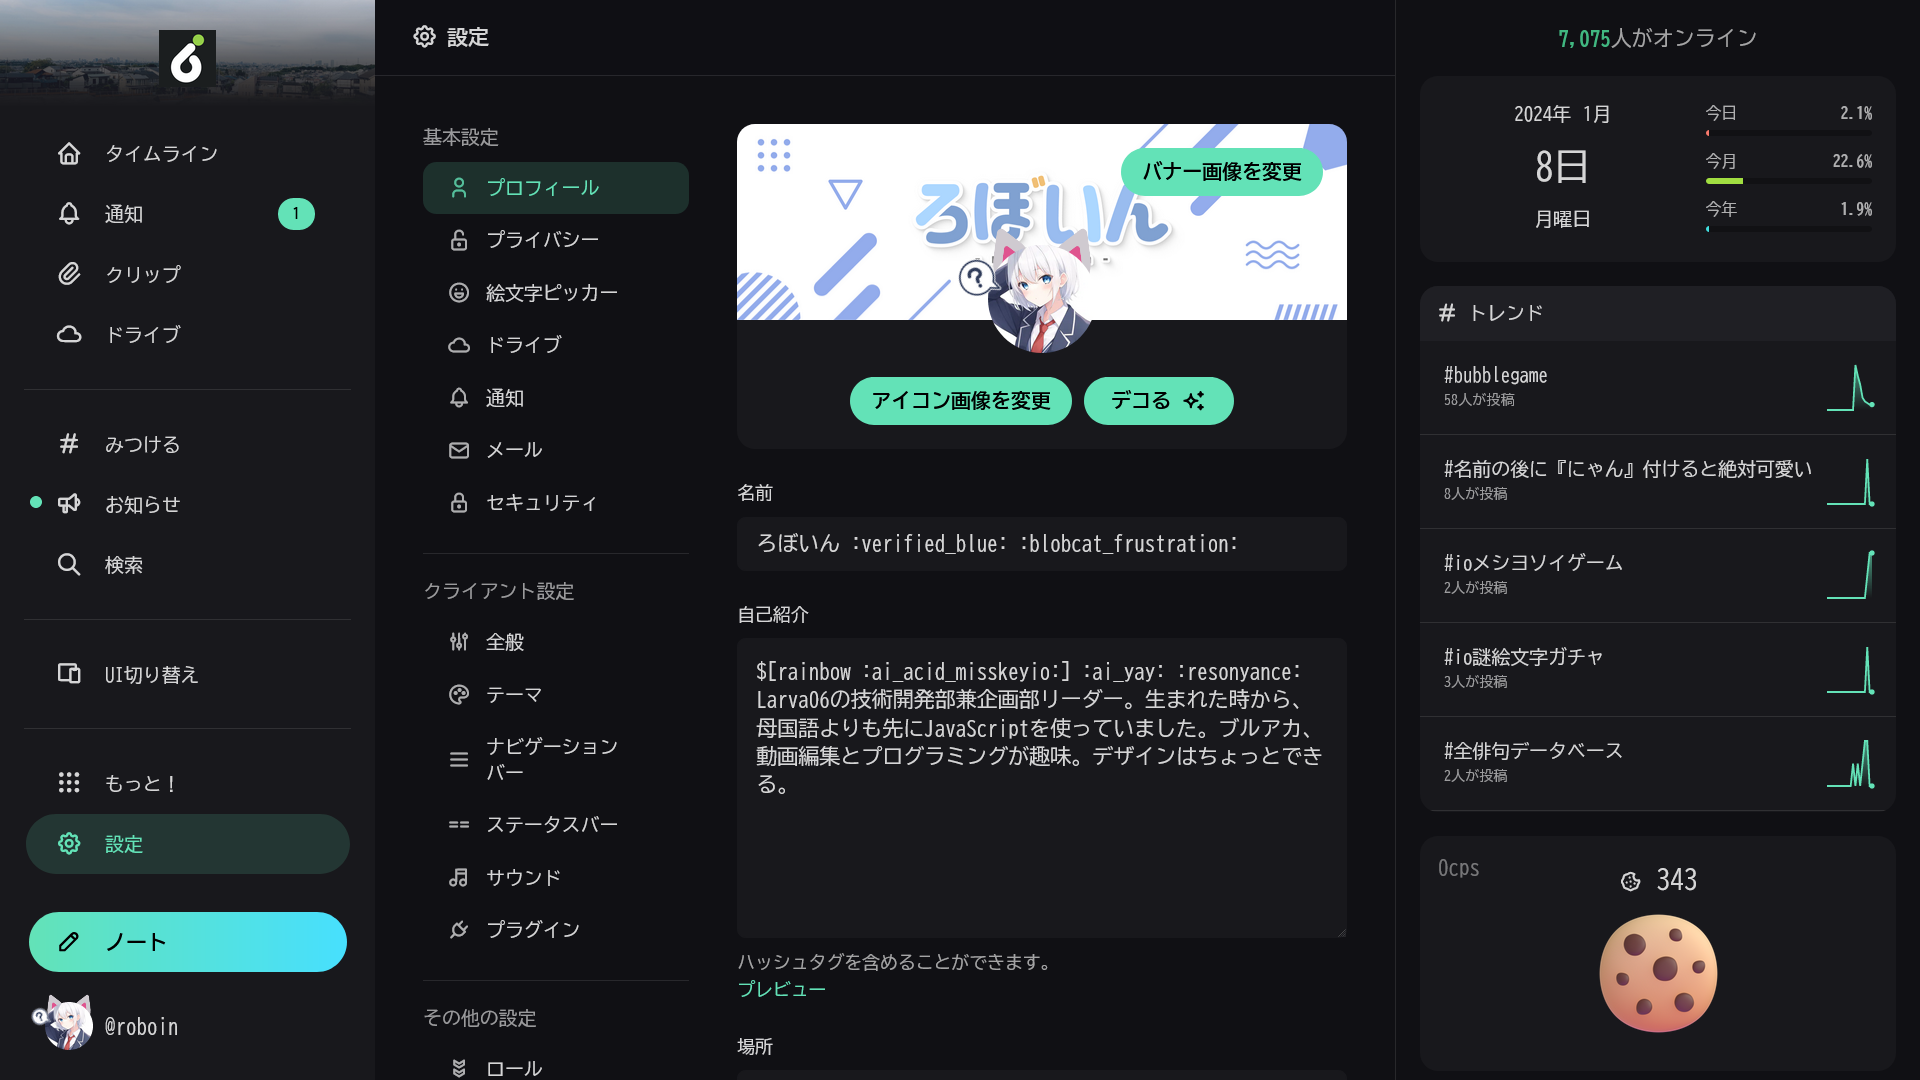 タイムライン
通知
1
クリップ
ドライブ
みつける
お知らせ
検索
UI切り替え
もっと！
設定
ノート
@roboin
設定
基本設定
プロフィール
プライバシー
絵文字ピッカー
ドライブ
通知
メール
セキュリティ
クライアント設定
全般
テーマ
ナビゲーション
バー
ステータスバー
サウンド
プラグイン
その他の設定
ロール
バナー画像を変更
ろぼいん
?
アイコン画像を変更
デコる
名前
ろぼいん :verified_blue: :blobcat_frustration:
自己紹介
$[rainbow :ai_acid_misskeyio:] :ai_yay: :resonyance:
Larva06の技術開発部兼企画部リーダー。生まれた時から、
母国語よりも先にJavaScriptを使っていました。ブルアカ、
動画編集とプログラミングが趣味。デザインはちょっとでき
る。
ハッシュタグを含めることができます。
プレビュー
場所
7,075人がオンライン
2024年 1月
8日
月曜日
今日 2.1%
今月 22.6%
今年 1.9%
トレンド
#bubblegame
58人が投稿
#名前の後に『にゃん』付けると絶対可愛い
8人が投稿
#ioメシヨソイゲーム
2人が投稿
#io謎絵文字ガチャ
3人が投稿
#全俳句データベース
2人が投稿
0cps
343